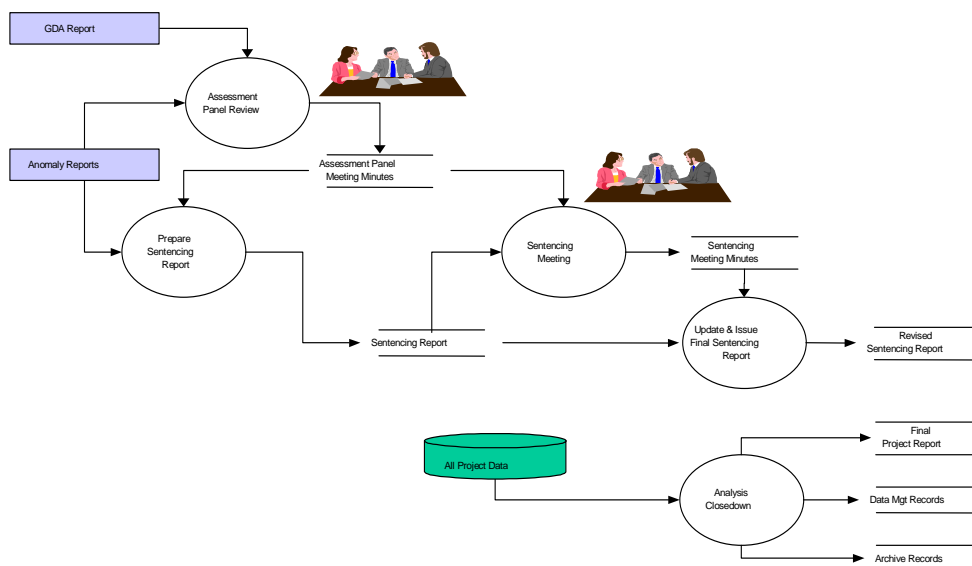 GDA Report
Assessment
Panel Review
Anomaly Reports
Assessment Panel
Meeting Minutes
Prepare
Sentencing
Report
Sentencing
Meeting
Sentencing
Meeting Minutes
Sentencing Report
Update & Issue
Final Sentencing
Report
Revised
Sentencing Report
Final
Project Report
All Project Data
Analysis
Closedown
Data Mgt Records
Archive Records